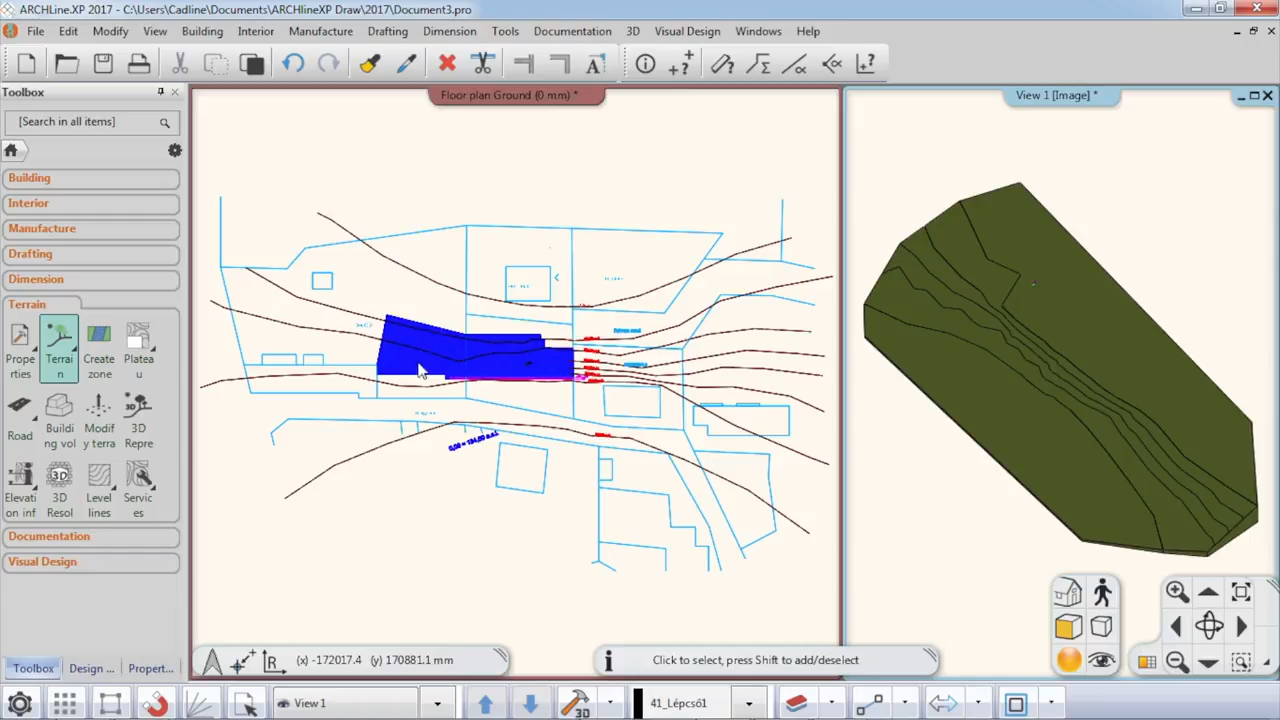 ARCHLine.XP 2017 - C:\Users\Cadline\Documents\ARCHlineXP Draw\2017\Document3.pro
File Edit Modify View Building Interior Manufacture Drafting Dimension Tools Documentation 3D Visual Design Windows Help
Toolbox
[Search in all items]
Building
Interior
Manufacture
Drafting
Dimension
Terrain
Prope rties
Terrai n
Create zone
Platea u
Road
Buildi ng vol
Modif y terra
3D Repre
Elevati on inf
3D Resol
Level lines
Servic es
Documentation
Visual Design
Toolbox
Design ...
Propert...
Floor plan Ground (0 mm) *
View 1 [Image] *
(x) -172017.4 (y) 170881.1 mm
Click to select, press Shift to add/deselect
View 1
3D
41_Lépcső1